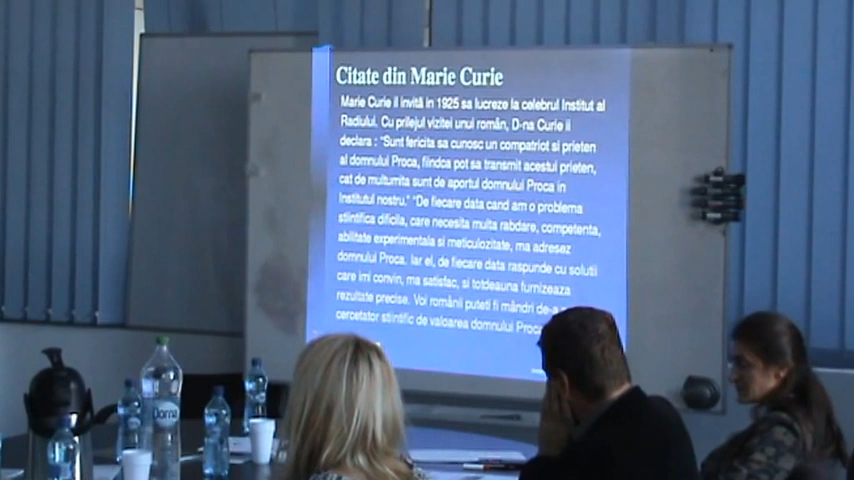 Citate din Marie Curie
Marie Curie il invită in 1925 sa lucreze la celebrul Institut al
Radiului. Cu prilejul vizitei unui român, D-na Curie ii
declara : “Sunt fericita sa cunosc un compatriot si prieten
al domnului Proca, fiindca pot sa transmit acestui prieten,
cat de multumita sunt de aportul domnului Proca in
Institutul nostru.” “De fiecare data cand am o problema
stiintifica dificila, care necesita multa rabdare, competenta,
abilitate experimentala si meticulozitate, ma adresez
domnului Proca. Iar el, de fiecare data raspunde cu solutii
care imi convin, ma satisfac, si totdeauna furnizeaza
rezultate precise. Voi românii puteti fi mândri de-a
cercetator stiintific de valoarea domnului Proca
Dorna